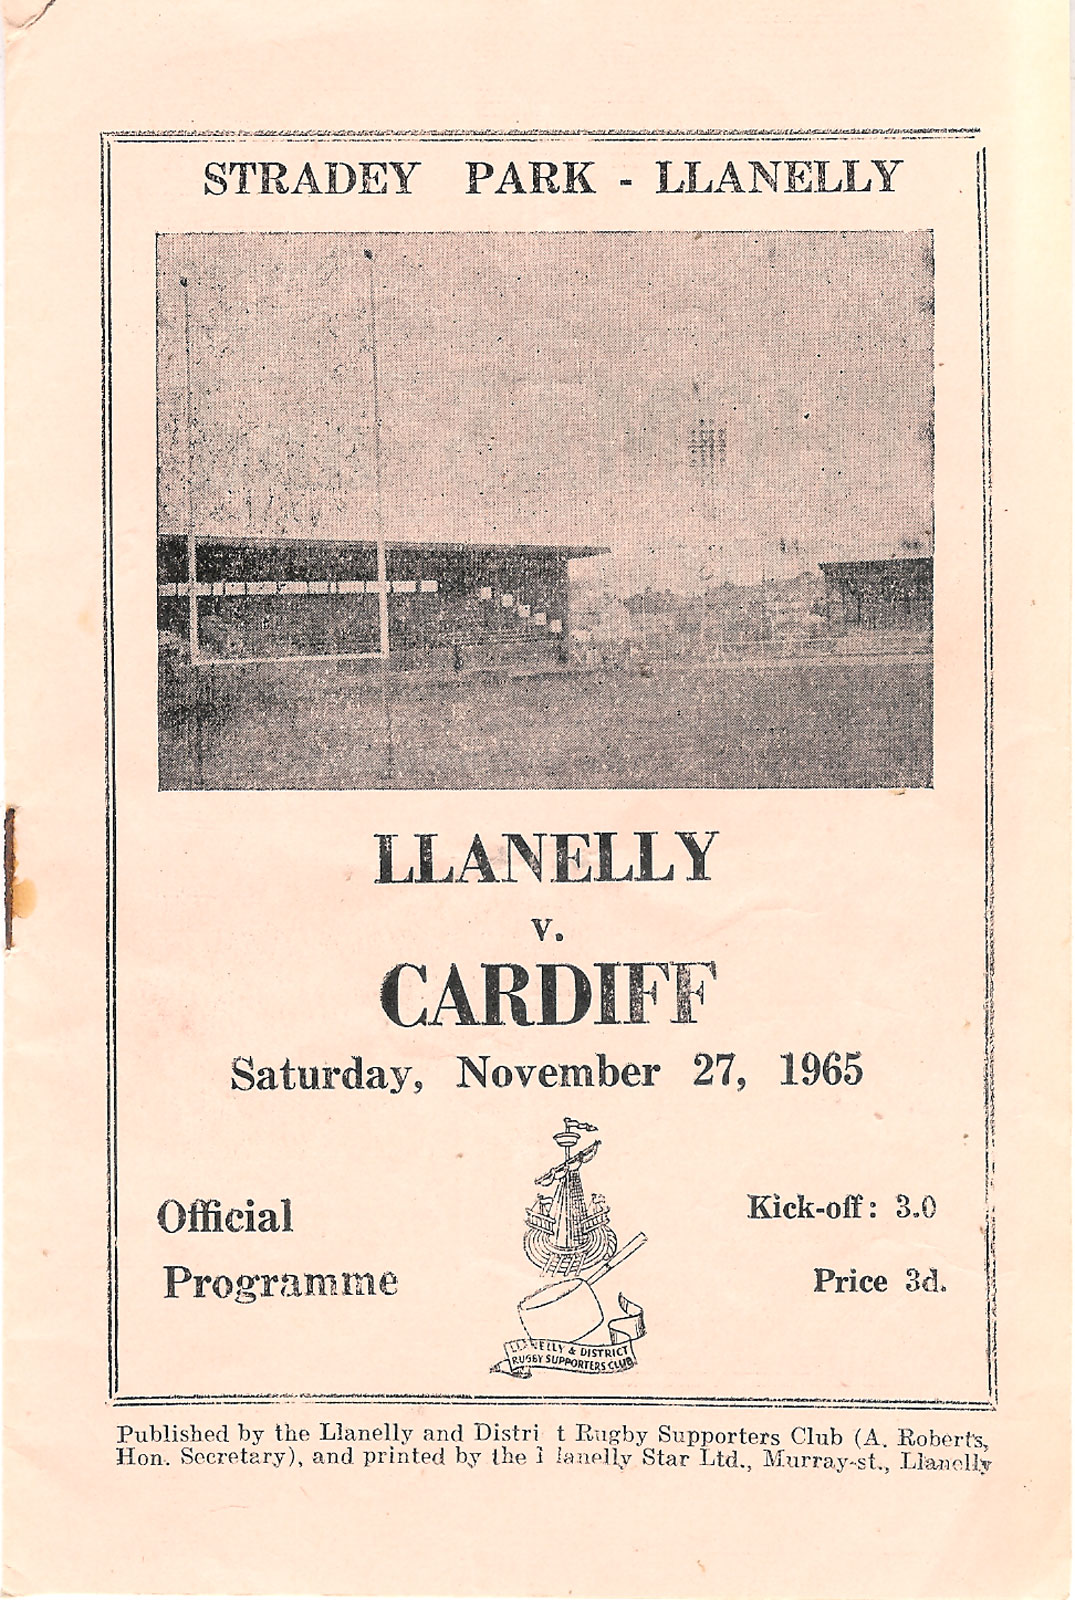 STRADEY PARK - LLANELLY
LLANELLY
v.
CARDIFF
Saturday, November 27, 1965
Official
Programme
Kick-off: 3.0
Price 3d.
LLANELLY & DISTRICT
RUGBY SUPPORTERS CLUB
Published by the Llanelly and Distri t Rugby Supporters Club (A. Roberts,
Hon. Secretary), and printed by the l lanelly Star Ltd., Murray-st., Llanelly